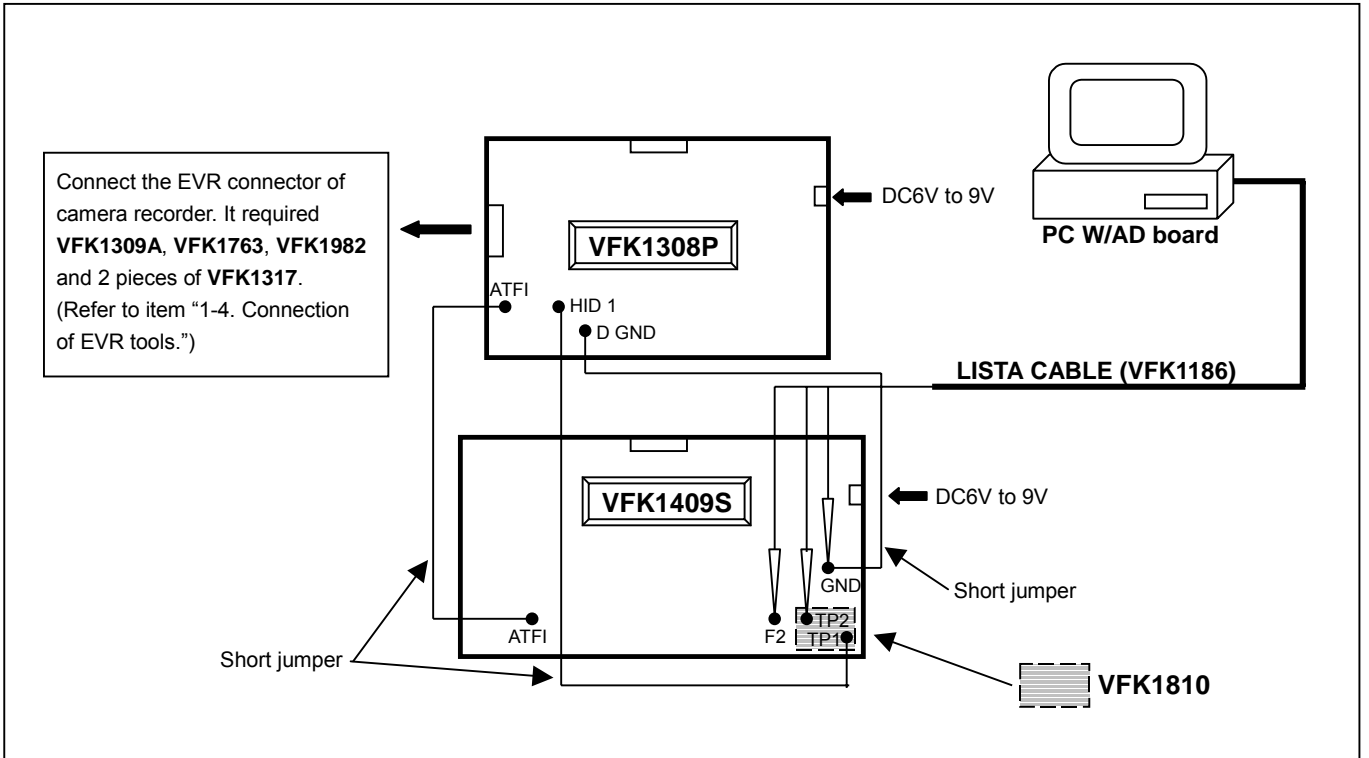 Connect the EVR connector of
camera recorder. It required
VFK1309A, VFK1763, VFK1982
and 2 pieces of VFK1317.
(Refer to item “1-4. Connection
of EVR tools.”)
VFK1308P
DC6V to 9V
PC W/AD board
ATFI
HID 1
D GND
LISTA CABLE (VFK1186)
VFK1409S
DC6V to 9V
GND
Short jumper
ATFI
F2
TP2
TP1
Short jumper
VFK1810